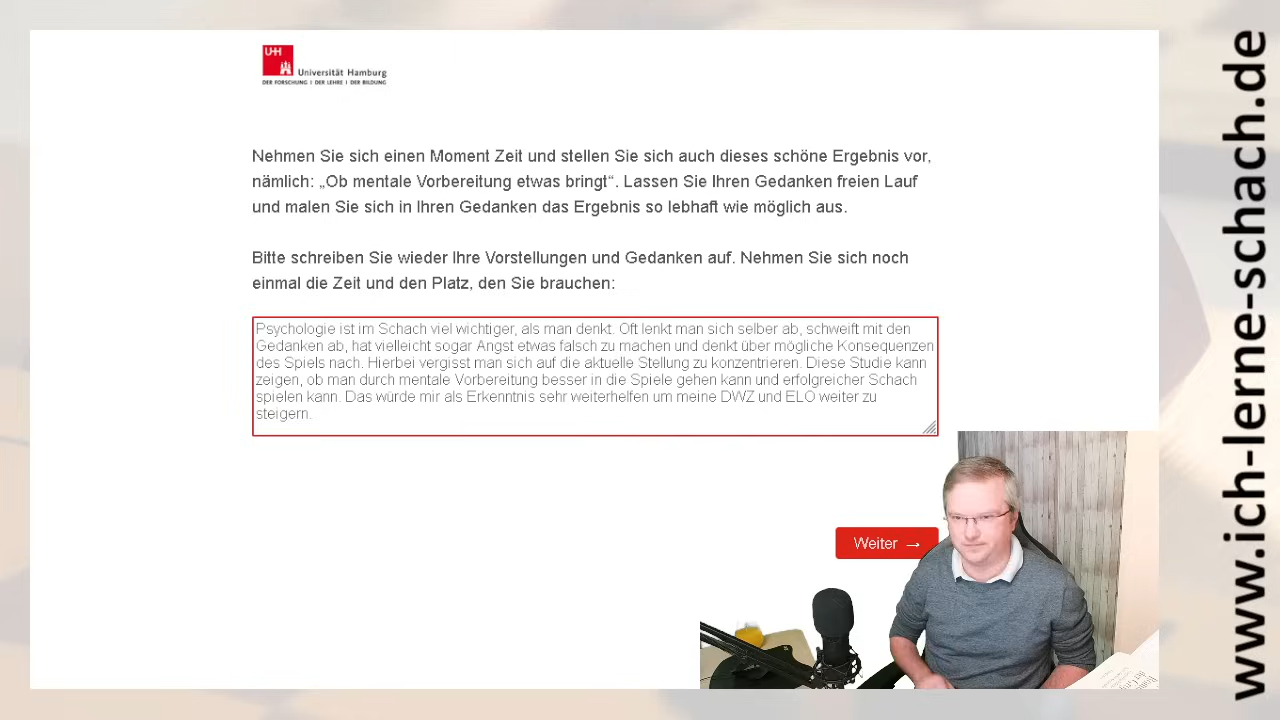 UHH
Universität Hamburg
DER FORSCHUNG | DER LEHRE | DER BILDUNG
Nehmen Sie sich einen Moment Zeit und stellen Sie sich auch dieses schöne Ergebnis vor,
nämlich: „Ob mentale Vorbereitung etwas bringt“. Lassen Sie Ihren Gedanken freien Lauf
und malen Sie sich in Ihren Gedanken das Ergebnis so lebhaft wie möglich aus.
Bitte schreiben Sie wieder Ihre Vorstellungen und Gedanken auf. Nehmen Sie sich noch
einmal die Zeit und den Platz, den Sie brauchen:
Psychologie ist im Schach viel wichtiger, als man denkt. Oft lenkt man sich selber ab, schweift mit den
Gedanken ab, hat vielleicht sogar Angst etwas falsch zu machen und denkt über mögliche Konsequenzen
des Spiels nach. Hierbei vergisst man sich auf die aktuelle Stellung zu konzentrieren. Diese Studie kann
zeigen, ob man durch mentale Vorbereitung besser in die Spiele gehen kann und erfolgreicher Schach
spielen kann. Das würde mir als Erkenntnis sehr weiterhelfen um meine DWZ und ELO weiter zu
steigern.
Weiter →
www.ich-lerne-schach.de